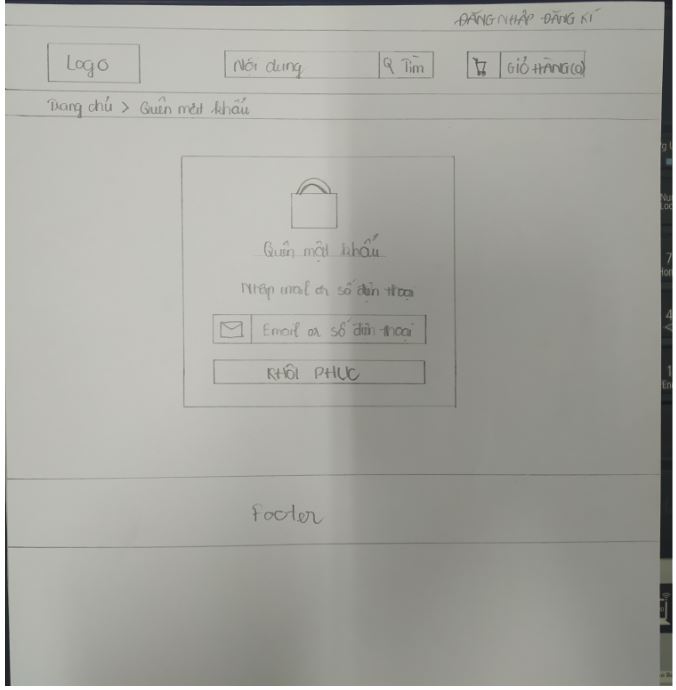 ĐĂNG NHẬP ĐĂNG KÍ
Logo
Nội dung
Tìm
GIỎ HÀNG(0)
Trang chủ > Quên mật khẩu
Quên mật khẩu
Nhập email or số điện thoại
Email or số điện thoại
KHÔI PHỤC
Footer